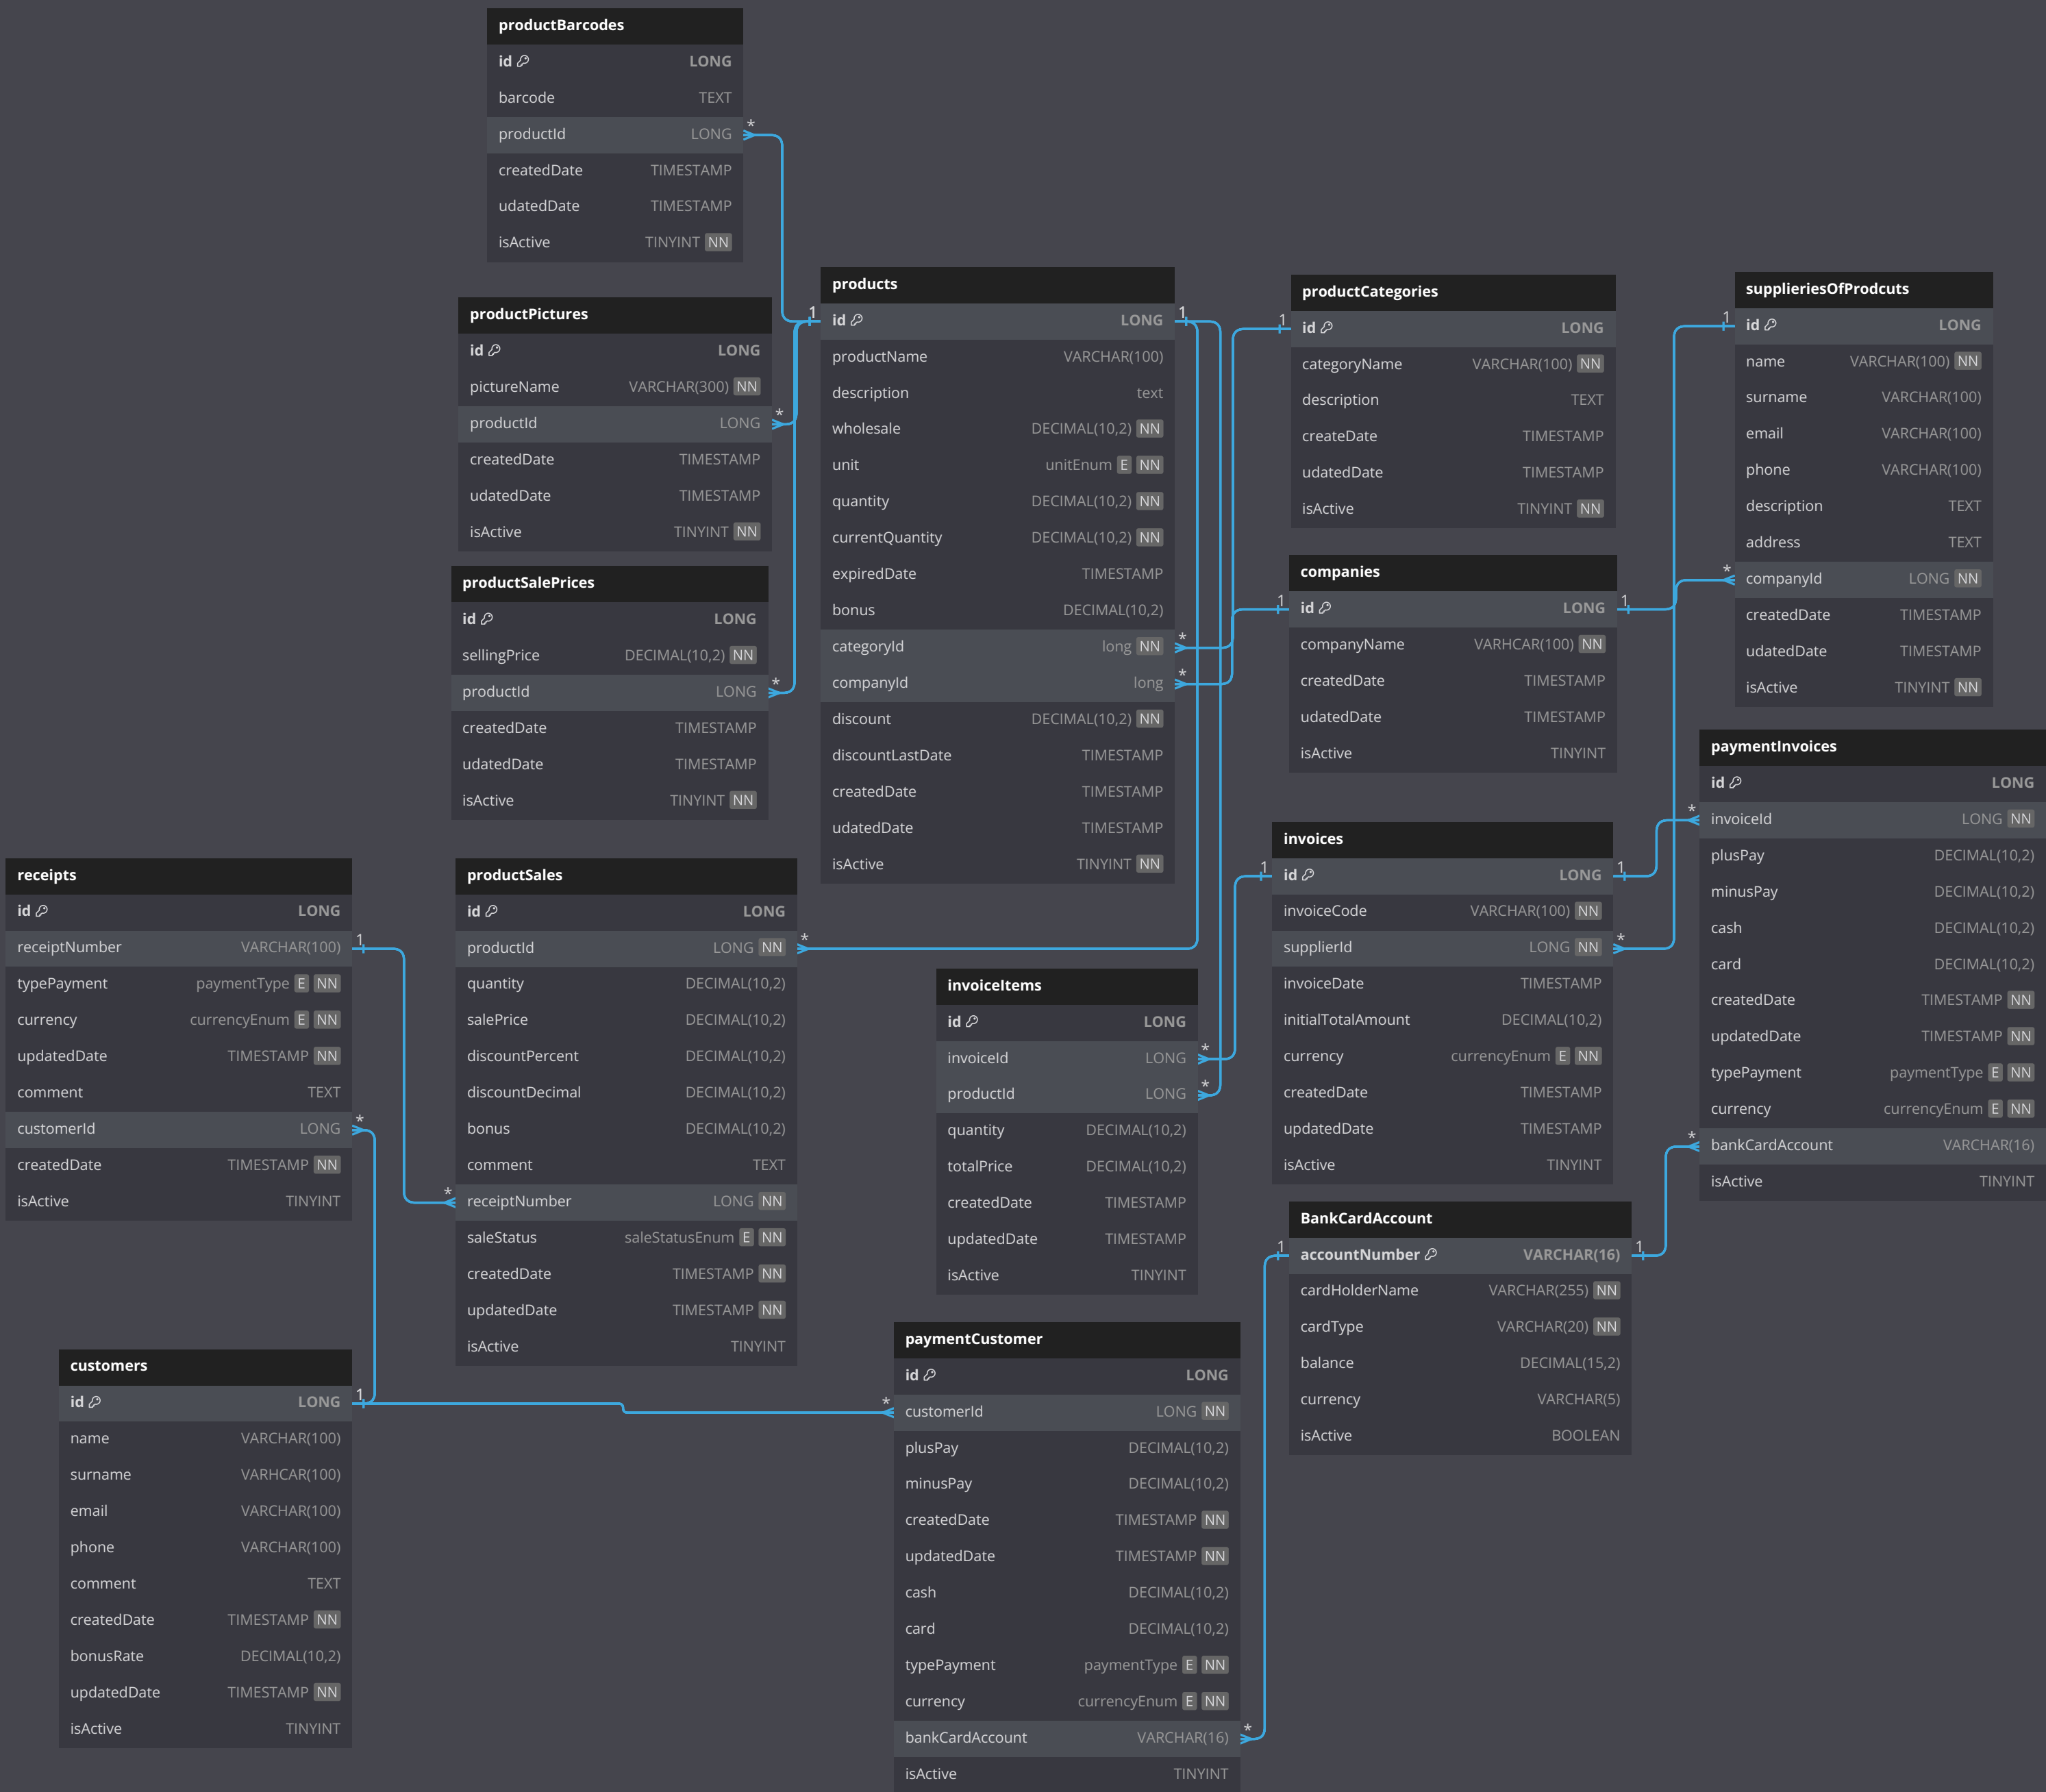 productBarcodes
id LONG
barcode TEXT
* 
productId LONG
createdDate TIMESTAMP
udatedDate TIMESTAMP
isActive TINYINT NN
productPictures
id LONG
pictureName VARCHAR(300) NN
*
productId LONG
createdDate TIMESTAMP
udatedDate TIMESTAMP
isActive TINYINT NN
productSalePrices
id LONG
sellingPrice DECIMAL(10,2) NN
*
productId LONG
createdDate TIMESTAMP
udatedDate TIMESTAMP
isActive TINYINT NN
products
1 1
id LONG
productName VARCHAR(100)
description text
wholesale DECIMAL(10,2) NN
unit unitEnum E NN
quantity DECIMAL(10,2) NN
currentQuantity DECIMAL(10,2) NN
expiredDate TIMESTAMP
bonus DECIMAL(10,2)
*
categoryId long NN
*
companyId long
discount DECIMAL(10,2) NN
discountLastDate TIMESTAMP
createdDate TIMESTAMP
udatedDate TIMESTAMP
isActive TINYINT NN
productCategories
1
id LONG
categoryName VARCHAR(100) NN
description TEXT
createDate TIMESTAMP
udatedDate TIMESTAMP
isActive TINYINT NN
companies
1 1
id LONG
companyName VARHCAR(100) NN
createdDate TIMESTAMP
udatedDate TIMESTAMP
isActive TINYINT
supplieriesOfProdcuts
1
id LONG
name VARCHAR(100) NN
surname VARCHAR(100)
email VARCHAR(100)
phone VARCHAR(100)
description TEXT
address TEXT
*
companyId LONG NN
createdDate TIMESTAMP
udatedDate TIMESTAMP
isActive TINYINT NN
paymentInvoices
id LONG
*
invoiceId LONG NN
plusPay DECIMAL(10,2)
minusPay DECIMAL(10,2)
cash DECIMAL(10,2)
card DECIMAL(10,2)
createdDate TIMESTAMP NN
updatedDate TIMESTAMP NN
typePayment paymentType E NN
currency currencyEnum E NN
*
bankCardAccount VARCHAR(16)
isActive TINYINT
invoices
1 1
id LONG
invoiceCode VARCHAR(100) NN
*
supplierId LONG NN
invoiceDate TIMESTAMP
initialTotalAmount DECIMAL(10,2)
currency currencyEnum E NN
createdDate TIMESTAMP
updatedDate TIMESTAMP
isActive TINYINT
receipts
id LONG
1
receiptNumber VARCHAR(100)
typePayment paymentType E NN
currency currencyEnum E NN
updatedDate TIMESTAMP NN
comment TEXT
*
customerId LONG
createdDate TIMESTAMP NN
isActive TINYINT
productSales
id LONG
*
productId LONG NN
quantity DECIMAL(10,2)
salePrice DECIMAL(10,2)
discountPercent DECIMAL(10,2)
discountDecimal DECIMAL(10,2)
bonus DECIMAL(10,2)
comment TEXT
*
receiptNumber LONG NN
saleStatus saleStatusEnum E NN
createdDate TIMESTAMP NN
updatedDate TIMESTAMP NN
isActive TINYINT
invoiceItems
id LONG
*
invoiceId LONG
*
productId LONG
quantity DECIMAL(10,2)
totalPrice DECIMAL(10,2)
createdDate TIMESTAMP
updatedDate TIMESTAMP
isActive TINYINT
BankCardAccount
1 1
accountNumber VARCHAR(16)
cardHolderName VARCHAR(255) NN
cardType VARCHAR(20) NN
balance DECIMAL(15,2)
currency VARCHAR(5)
isActive BOOLEAN
customers
1
id LONG
name VARCHAR(100)
surname VARHCAR(100)
email VARCHAR(100)
phone VARCHAR(100)
comment TEXT
createdDate TIMESTAMP NN
bonusRate DECIMAL(10,2)
updatedDate TIMESTAMP NN
isActive TINYINT
paymentCustomer
id LONG
*
customerId LONG NN
plusPay DECIMAL(10,2)
minusPay DECIMAL(10,2)
createdDate TIMESTAMP NN
updatedDate TIMESTAMP NN
cash DECIMAL(10,2)
card DECIMAL(10,2)
typePayment paymentType E NN
currency currencyEnum E NN
*
bankCardAccount VARCHAR(16)
isActive TINYINT